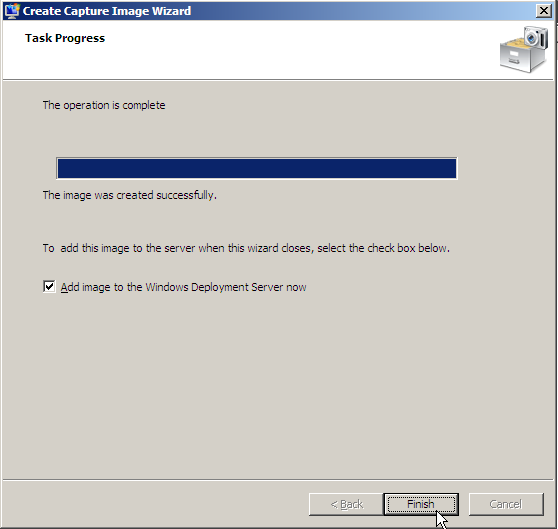 Create Capture Image Wizard
Task Progress
The operation is complete
The image was created successfully.
To add this image to the server when this wizard closes, select the check box below.
Add image to the Windows Deployment Server now
< Back
Finish
Cancel